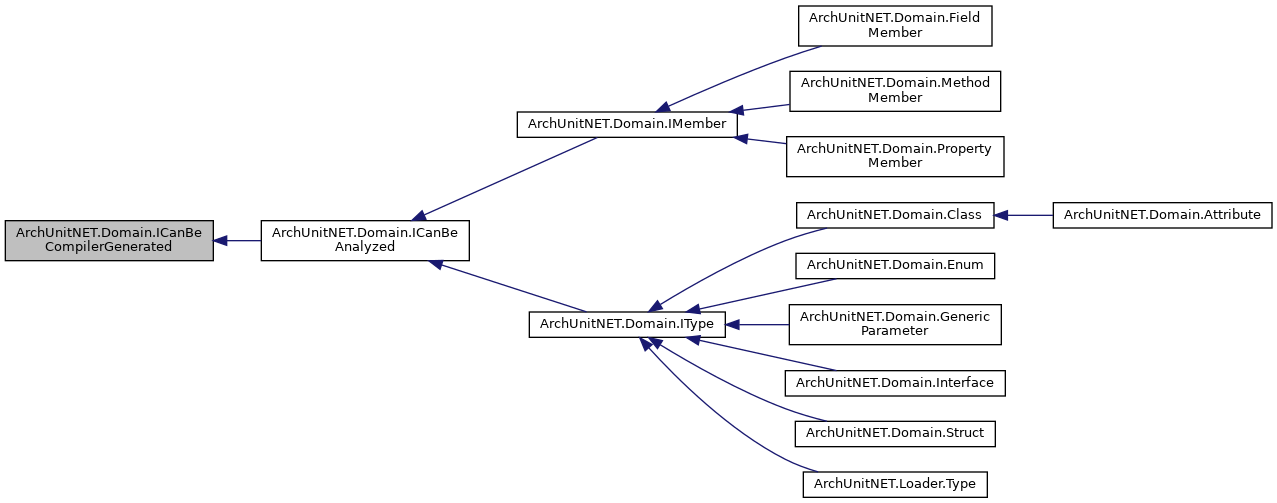 ArchUnitNET.Domain.Field
Member
ArchUnitNET.Domain.Method
Member
ArchUnitNET.Domain.IMember
ArchUnitNET.Domain.Property
Member
ArchUnitNET.Domain.ICanBe
CompilerGenerated
ArchUnitNET.Domain.ICanBe
Analyzed
ArchUnitNET.Domain.Class
ArchUnitNET.Domain.Attribute
ArchUnitNET.Domain.Enum
ArchUnitNET.Domain.IType
ArchUnitNET.Domain.Generic
Parameter
ArchUnitNET.Domain.Interface
ArchUnitNET.Domain.Struct
ArchUnitNET.Loader.Type